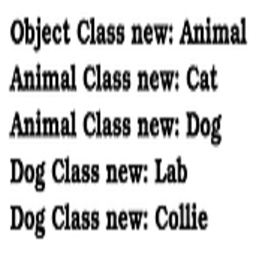 Object Class new: Animal
Animal Class new: Cat
Animal Class new: Dog
Dog Class new: Lab
Dog Class new: Collie